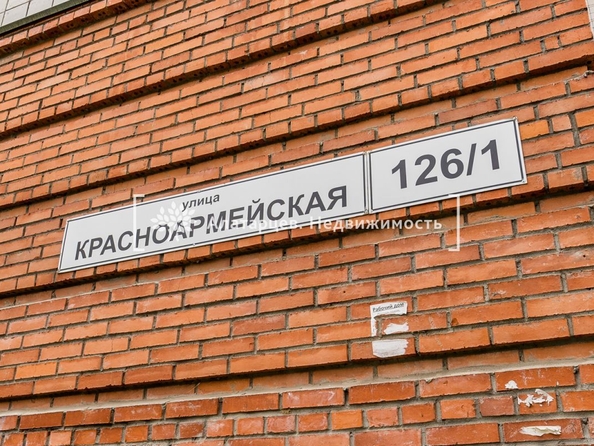 улица
КРАСНОАРМЕЙСКАЯ
126/1
Недвижимость